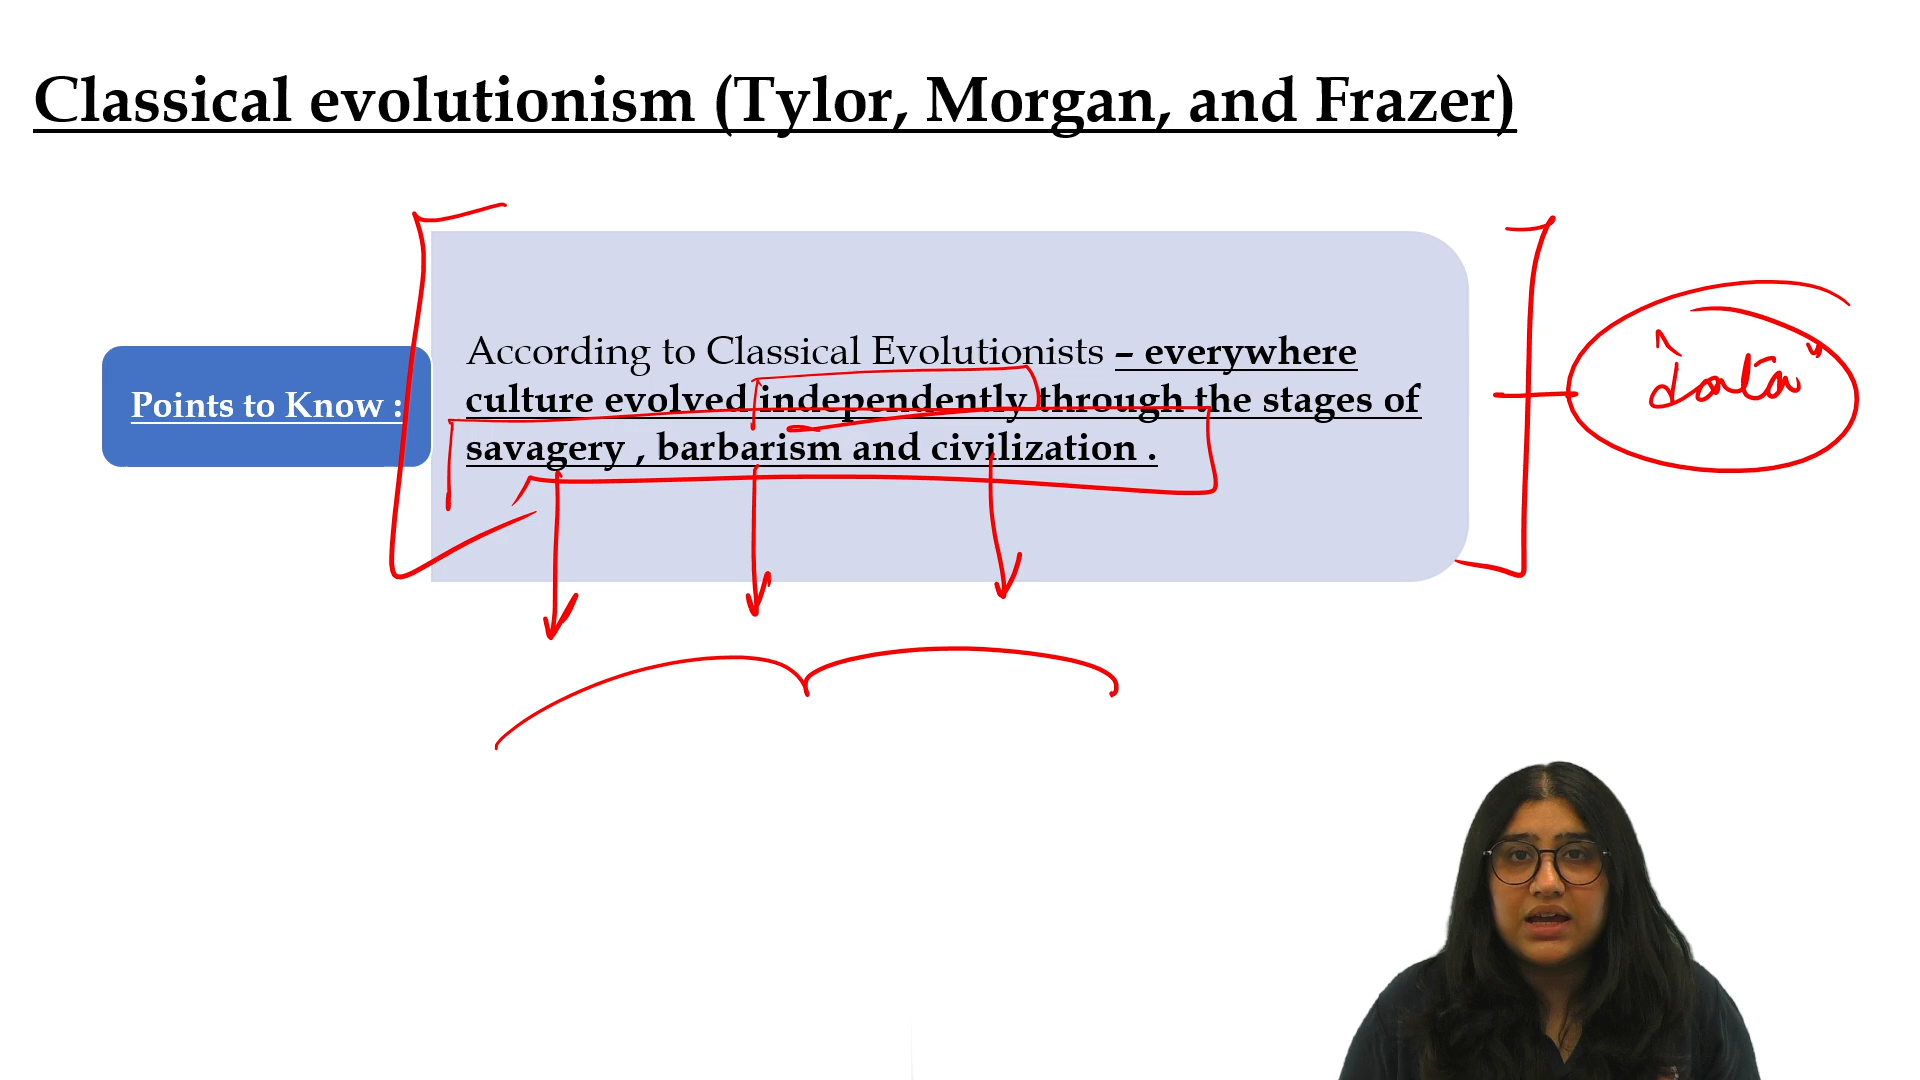 Classical evolutionism (Tylor, Morgan, and Frazer)
Points to Know :
According to Classical Evolutionists – everywhere
culture evolved independently through the stages of
savagery , barbarism and civilization .
data